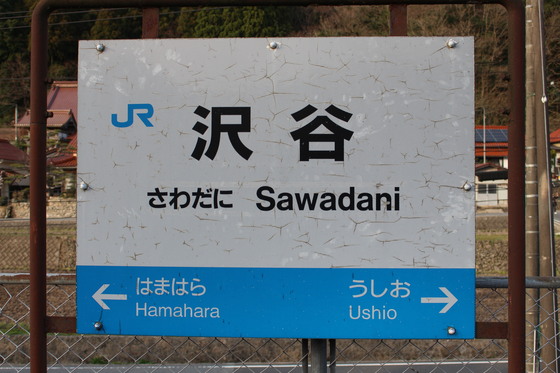 JR 沢谷
さわだに Sawadani
← はまはら うしお →
Hamahara Ushio